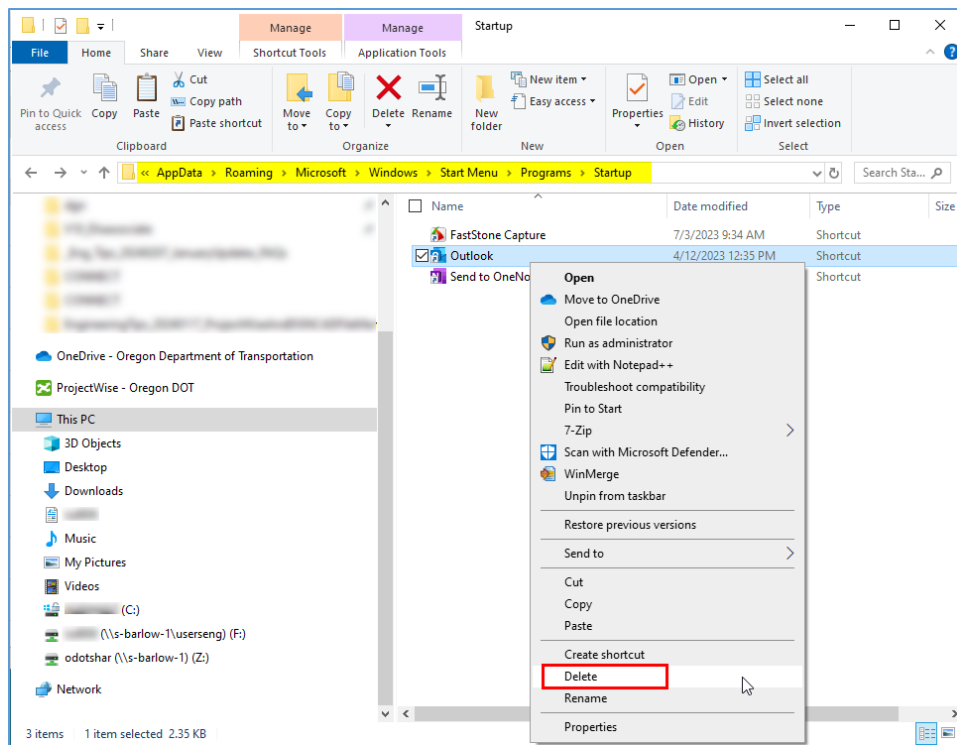 Manage Manage Startup
File Home Share View Shortcut Tools Application Tools
Pin to Quick access
Copy
Paste
Cut
Copy path
Paste shortcut
Clipboard
Move to
Copy to
Delete
Rename
Organize
New folder
New item
Easy access
New
Properties
Open
Edit
History
Open
Select all
Select none
Invert selection
Select
« AppData > Roaming > Microsoft > Windows > Start Menu > Programs > Startup
Search Sta...
OneDrive - Oregon Department of Transportation
ProjectWise - Oregon DOT
This PC
3D Objects
Desktop
Downloads
Music
My Pictures
Videos
(C:)
(\\s-barlow-1\userseng) (F:)
odotshar (\\s-barlow-1) (Z:)
Network
Name Date modified Type Size
FastStone Capture 7/3/2023 9:34 AM Shortcut
Outlook 4/12/2023 12:35 PM Shortcut
Send to OneNo Shortcut
Open
Move to OneDrive
Open file location
Run as administrator
Edit with Notepad++
Troubleshoot compatibility
Pin to Start
7-Zip
Scan with Microsoft Defender...
WinMerge
Unpin from taskbar
Restore previous versions
Send to
Cut
Copy
Paste
Create shortcut
Delete
Rename
Properties
3 items 1 item selected 2.35 KB